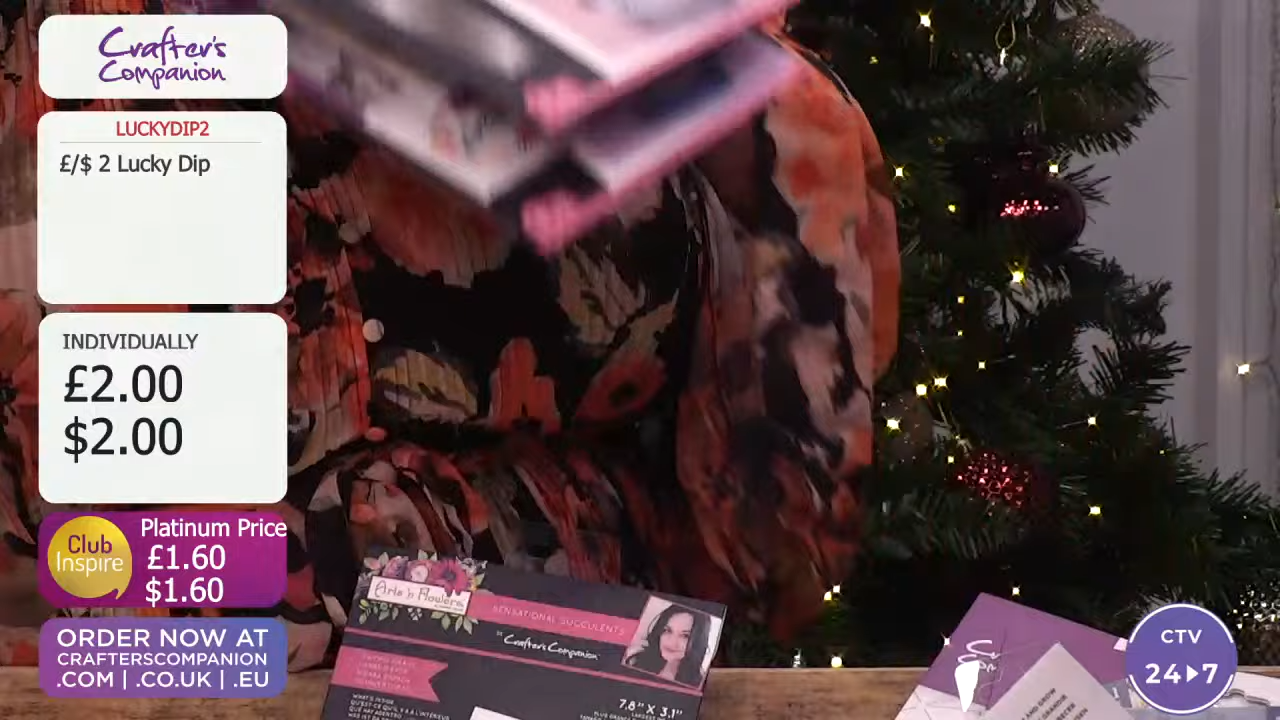 Crafter's
Companion
LUCKYDIP2
£/$ 2 Lucky Dip
INDIVIDUALLY
£2.00
$2.00
Club
Inspire
Platinum Price
£1.60
$1.60
ORDER NOW AT
CRAFTERSCOMPANION
.COM | .CO.UK | .EU
Arts 'n Flowers
SENSATIONAL SUCCULENTS
Crafter's Companion
7.8" X 3.1"
WHAT'S INSIDE
CTV
24▶7